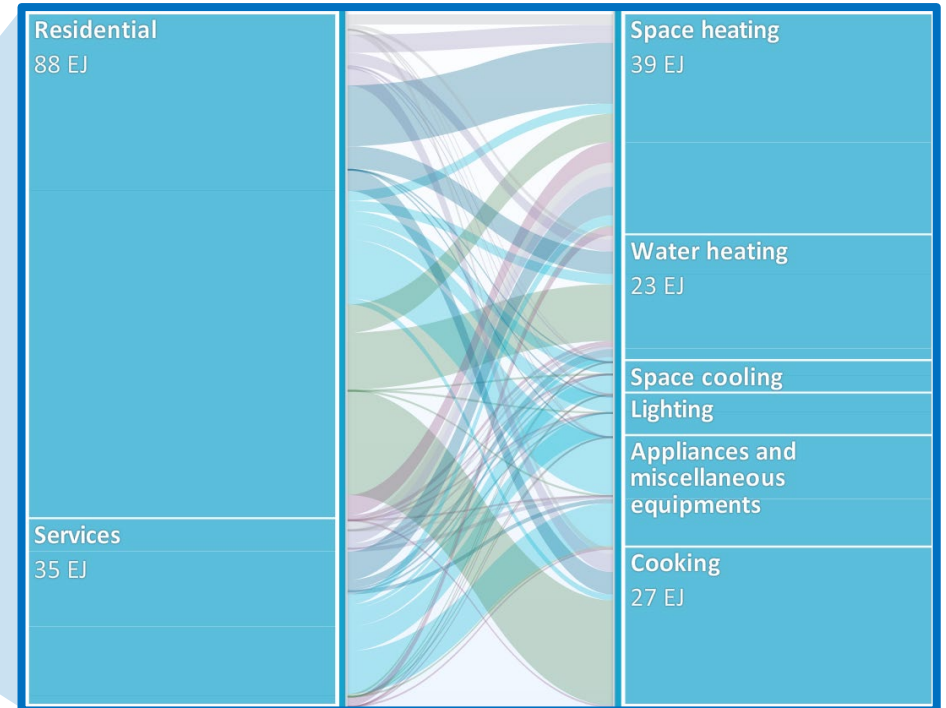 Residential
88 EJ
Services
35 EJ
Space heating
39 EJ
Water heating
23 EJ
Space cooling
Lighting
Appliances and
miscellaneous
equipments
Cooking
27 EJ